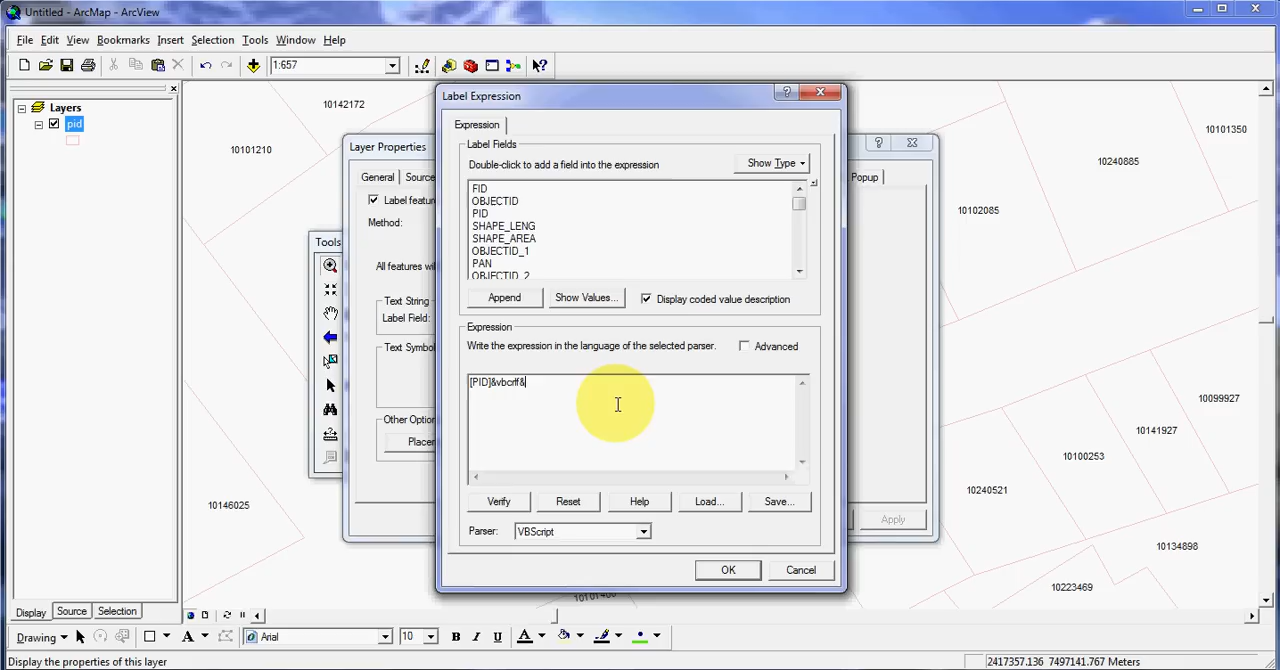 Untitled - ArcMap - ArcView
File Edit View Bookmarks Insert Selection Tools Window Help
1:657
Layers
pid
10142172
10101210
10146025
10101350
10240885
10102085
10099927
10141927
10100253
10240521
10134898
10223469
Tools
Layer Properties
General Source
Popup
Label featur
Method:
All features wi
Text String
Label Field:
Text Symbo
Other Option
Placer
Apply
Label Expression
Expression
Label Fields
Double-click to add a field into the expression
Show Type
FID
OBJECTID
PID
SHAPE_LENG
SHAPE_AREA
OBJECTID_1
PAN
OBJECTID_2
Append Show Values... Display coded value description
Expression
Write the expression in the language of the selected parser. Advanced
[PID]&vbcrlf&
Verify Reset Help Load... Save...
Parser: VBScript
OK Cancel
Display Source Selection
Drawing A Arial 10 B I U A
Display the properties of this layer
2417357.136 7497141.767 Meters